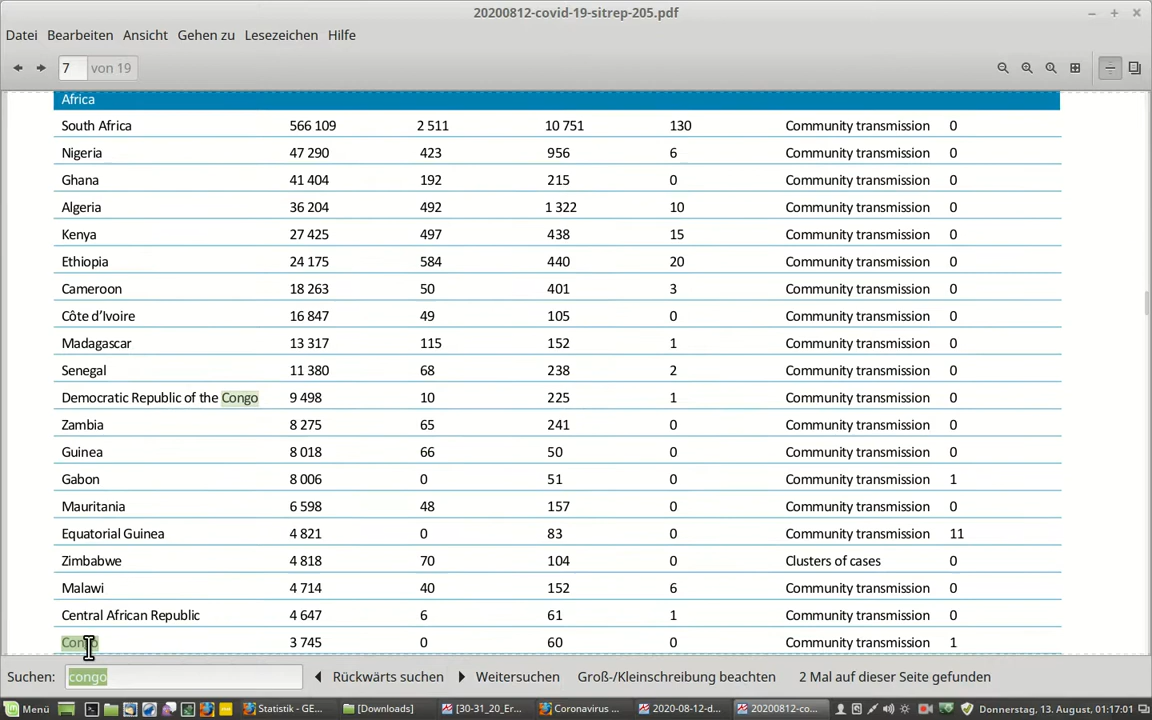 20200812-covid-19-sitrep-205.pdf
Datei Bearbeiten Ansicht Gehen zu Lesezeichen Hilfe
7 von 19
Africa
South Africa 566 109 2 511 10 751 130 Community transmission 0
Nigeria 47 290 423 956 6 Community transmission 0
Ghana 41 404 192 215 0 Community transmission 0
Algeria 36 204 492 1 322 10 Community transmission 0
Kenya 27 425 497 438 15 Community transmission 0
Ethiopia 24 175 584 440 20 Community transmission 0
Cameroon 18 263 50 401 3 Community transmission 0
Côte d’Ivoire 16 847 49 105 0 Community transmission 0
Madagascar 13 317 115 152 1 Community transmission 0
Senegal 11 380 68 238 2 Community transmission 0
Democratic Republic of the Congo 9 498 10 225 1 Community transmission 0
Zambia 8 275 65 241 0 Community transmission 0
Guinea 8 018 66 50 0 Community transmission 0
Gabon 8 006 0 51 0 Community transmission 1
Mauritania 6 598 48 157 0 Community transmission 0
Equatorial Guinea 4 821 0 83 0 Community transmission 11
Zimbabwe 4 818 70 104 0 Clusters of cases 0
Malawi 4 714 40 152 6 Community transmission 0
Central African Republic 4 647 6 61 1 Community transmission 0
Congo 3 745 0 60 0 Community transmission 1
Suchen: congo Rückwärts suchen Weitersuchen Groß-/Kleinschreibung beachten 2 Mal auf dieser Seite gefunden
Menü Statistik - GE... [Downloads] [30-31_20_Er... Coronavirus ... 2020-08-12-d... 20200812-co... Donnerstag, 13. August, 01:17:01